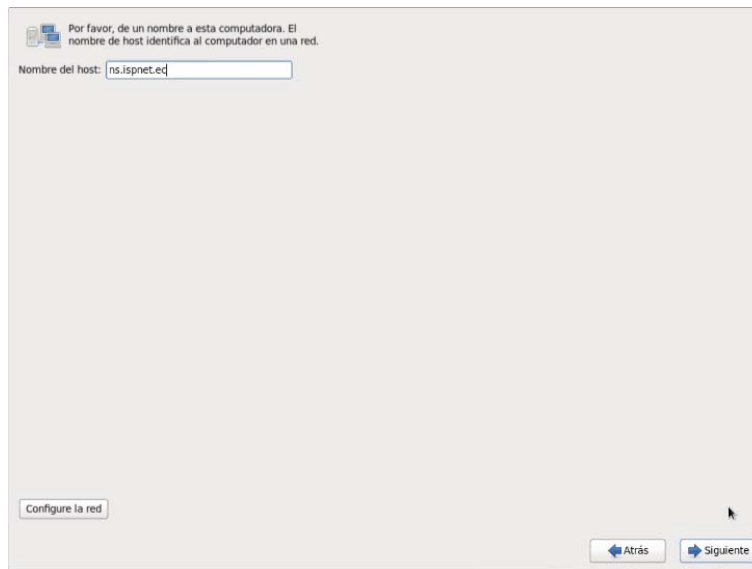 Por favor, de un nombre a esta computadora. El
nombre de host identifica al computador en una red.
Nombre del host: ns.ispnet.ec
Configure la red
Atrás
Siguiente